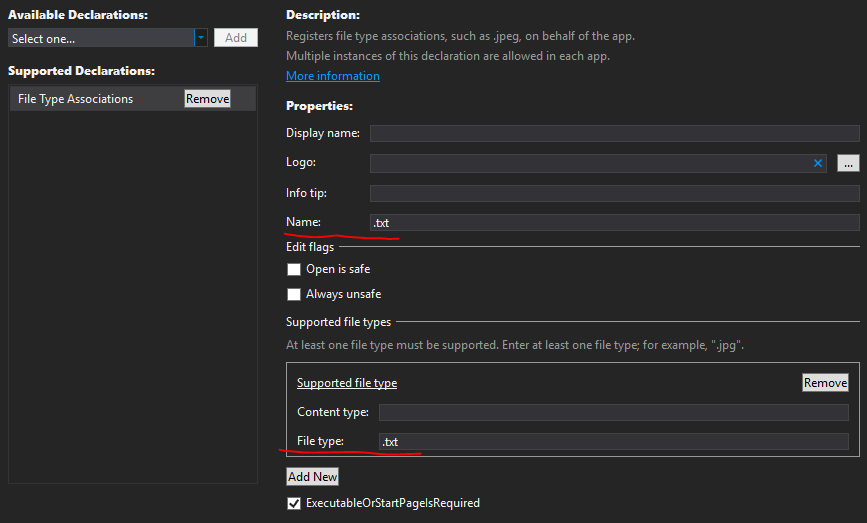 Available Declarations:
Select one...
Add
Supported Declarations:
File Type Associations
Remove
Description:
Registers file type associations, such as .jpeg, on behalf of the app.
Multiple instances of this declaration are allowed in each app.
More information
Properties:
Display name:
Logo:
...
Info tip:
Name: .txt
Edit flags
Open is safe
Always unsafe
Supported file types
At least one file type must be supported. Enter at least one file type; for example, ".jpg".
Supported file type
Remove
Content type:
File type: .txt
Add New
ExecutableOrStartPageIsRequired